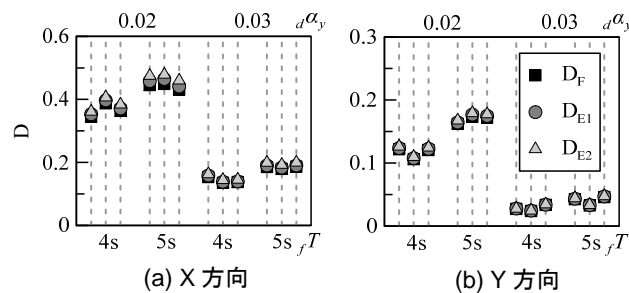 0.02 0.03 dαy
0.6
0.4
0.2
0
D
4s 5s 4s 5s fT
(a) X 方向
0.02 0.03 dαy
0.3
0.2
0.1
0
DF
DE1
DE2
4s 5s 4s 5s fT
(b) Y 方向